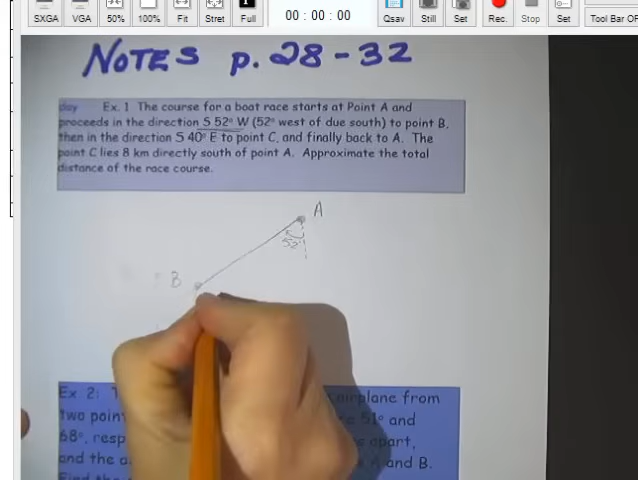 SXGA VGA 50% 100% Fit Stret Full 00 : 00 : 00 Qsav Still Set Rec. Stop Set Tool Bar OF
NOTES p. 28 - 32
day Ex. 1 The course for a boat race starts at Point A and
proceeds in the direction S 52° W (52° west of due south) to point B,
then in the direction S 40° E to point C, and finally back to A. The
point C lies 8 km directly south of point A. Approximate the total
distance of the race course.
A
52°
B
Ex. 2: airplane from
two poin 51° and
68°, resp apart,
and the a A and B.